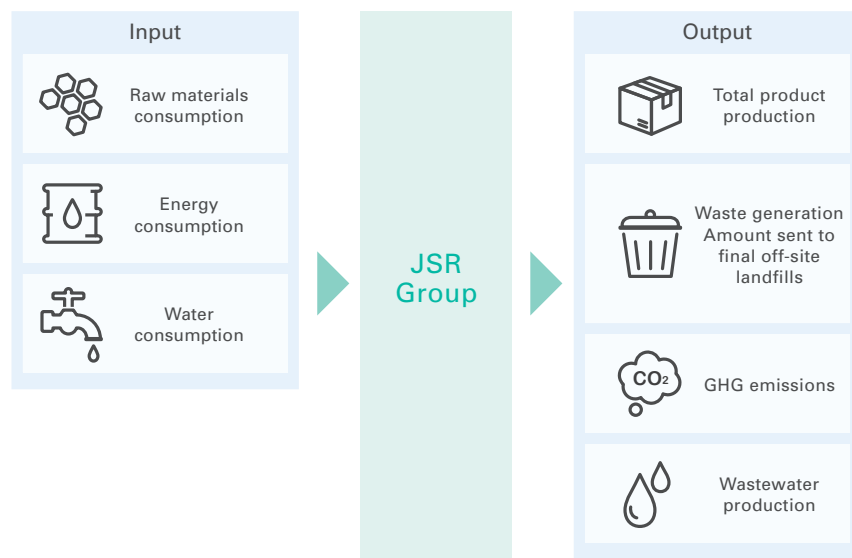 Input
Raw materials
consumption
Energy
consumption
Water
consumption
JSR
Group
Output
Total product
production
Waste generation
Amount sent to
final off-site
landfills
CO₂
GHG emissions
Wastewater
production